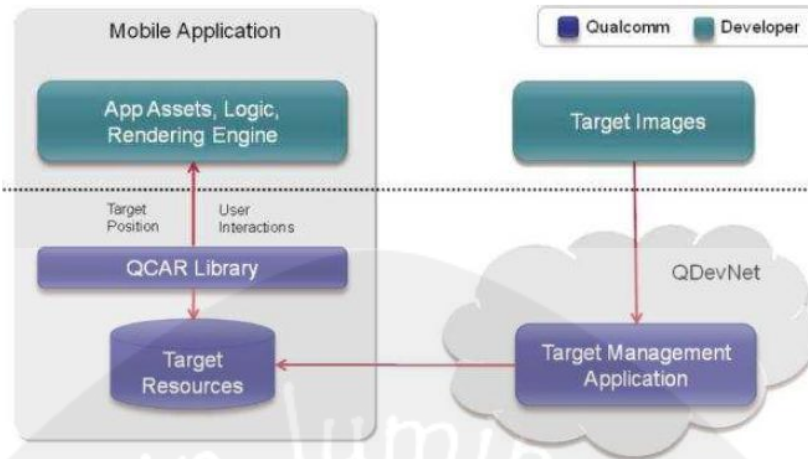 Mobile Application
Qualcomm
Developer
App Assets, Logic,
Rendering Engine
Target Images
Target
Position
User
Interactions
QCAR Library
QDevNet
Target
Resources
Target Management
Application